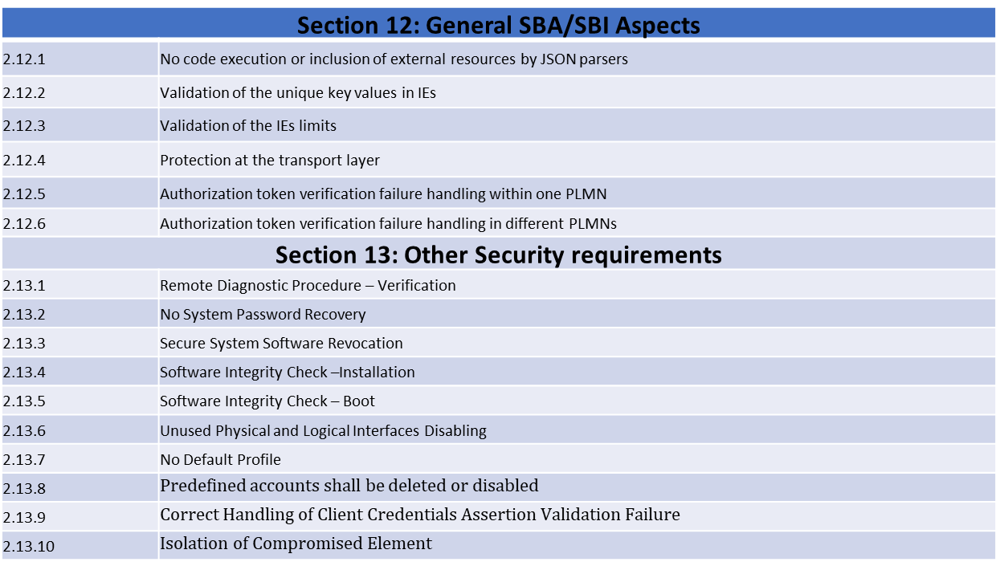 Section 12: General SBA/SBI Aspects
2.12.1 No code execution or inclusion of external resources by JSON parsers
2.12.2 Validation of the unique key values in IEs
2.12.3 Validation of the IEs limits
2.12.4 Protection at the transport layer
2.12.5 Authorization token verification failure handling within one PLMN
2.12.6 Authorization token verification failure handling in different PLMNs
Section 13: Other Security requirements
2.13.1 Remote Diagnostic Procedure – Verification
2.13.2 No System Password Recovery
2.13.3 Secure System Software Revocation
2.13.4 Software Integrity Check –Installation
2.13.5 Software Integrity Check – Boot
2.13.6 Unused Physical and Logical Interfaces Disabling
2.13.7 No Default Profile
2.13.8 Predefined accounts shall be deleted or disabled
2.13.9 Correct Handling of Client Credentials Assertion Validation Failure
2.13.10 Isolation of Compromised Element